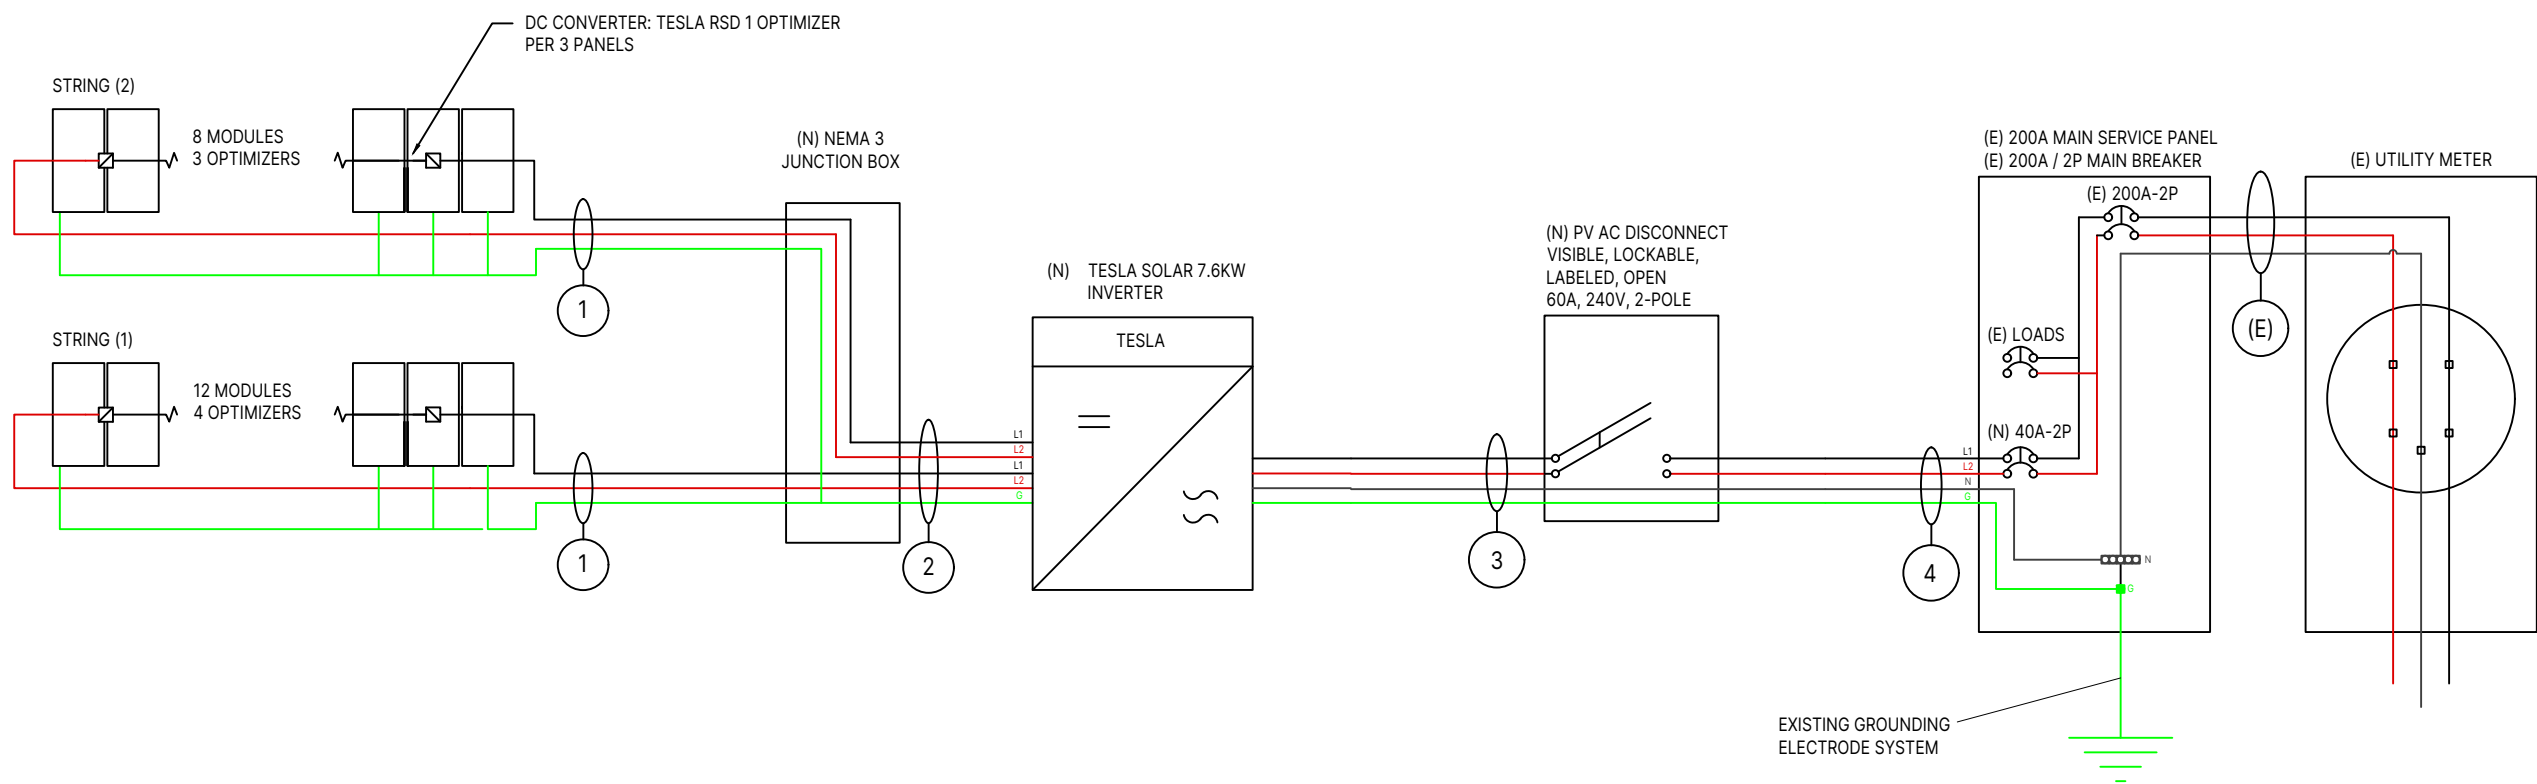 DC CONVERTER: TESLA RSD 1 OPTIMIZER
PER 3 PANELS
STRING (2)
8 MODULES
3 OPTIMIZERS
1
STRING (1)
12 MODULES
4 OPTIMIZERS
1
(N) NEMA 3
JUNCTION BOX
2
(N) TESLA SOLAR 7.6KW
INVERTER
TESLA
L1
L2
L1
L2
G
3
(N) PV AC DISCONNECT
VISIBLE, LOCKABLE,
LABELED, OPEN
60A, 240V, 2-POLE
4
(E) 200A MAIN SERVICE PANEL
(E) 200A / 2P MAIN BREAKER
(E) 200A-2P
(E) LOADS
(N) 40A-2P
L1
L2
N
G
N
G
(E)
(E) UTILITY METER
EXISTING GROUNDING
ELECTRODE SYSTEM